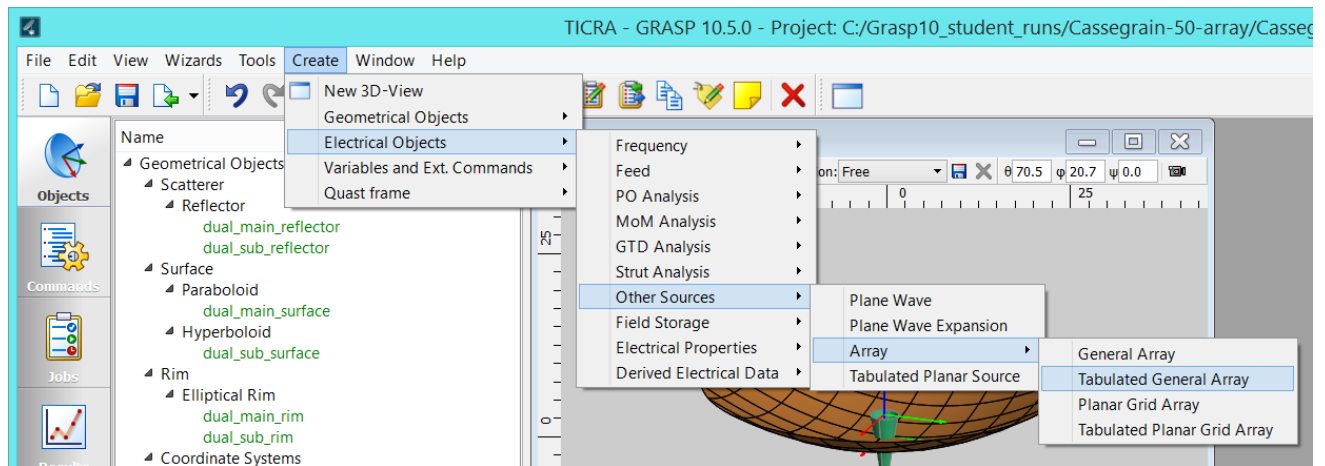 TICRA - GRASP 10.5.0 - Project: C:/Grasp10_student_runs/Cassegrain-50-array/Casseg
File Edit View Wizards Tools Create Window Help
New 3D-View
Geometrical Objects
Electrical Objects
Variables and Ext. Commands
Quast frame
Frequency
Feed
PO Analysis
MoM Analysis
GTD Analysis
Strut Analysis
Other Sources
Field Storage
Electrical Properties
Derived Electrical Data
Plane Wave
Plane Wave Expansion
Array
Tabulated Planar Source
General Array
Tabulated General Array
Planar Grid Array
Tabulated Planar Grid Array
Objects
Commands
Jobs
Name
Geometrical Objects
Scatterer
Reflector
dual_main_reflector
dual_sub_reflector
Surface
Paraboloid
dual_main_surface
Hyperboloid
dual_sub_surface
Rim
Elliptical Rim
dual_main_rim
dual_sub_rim
Coordinate Systems
on: Free θ 70.5 φ 20.7 ψ 0.0
0 25
25
0